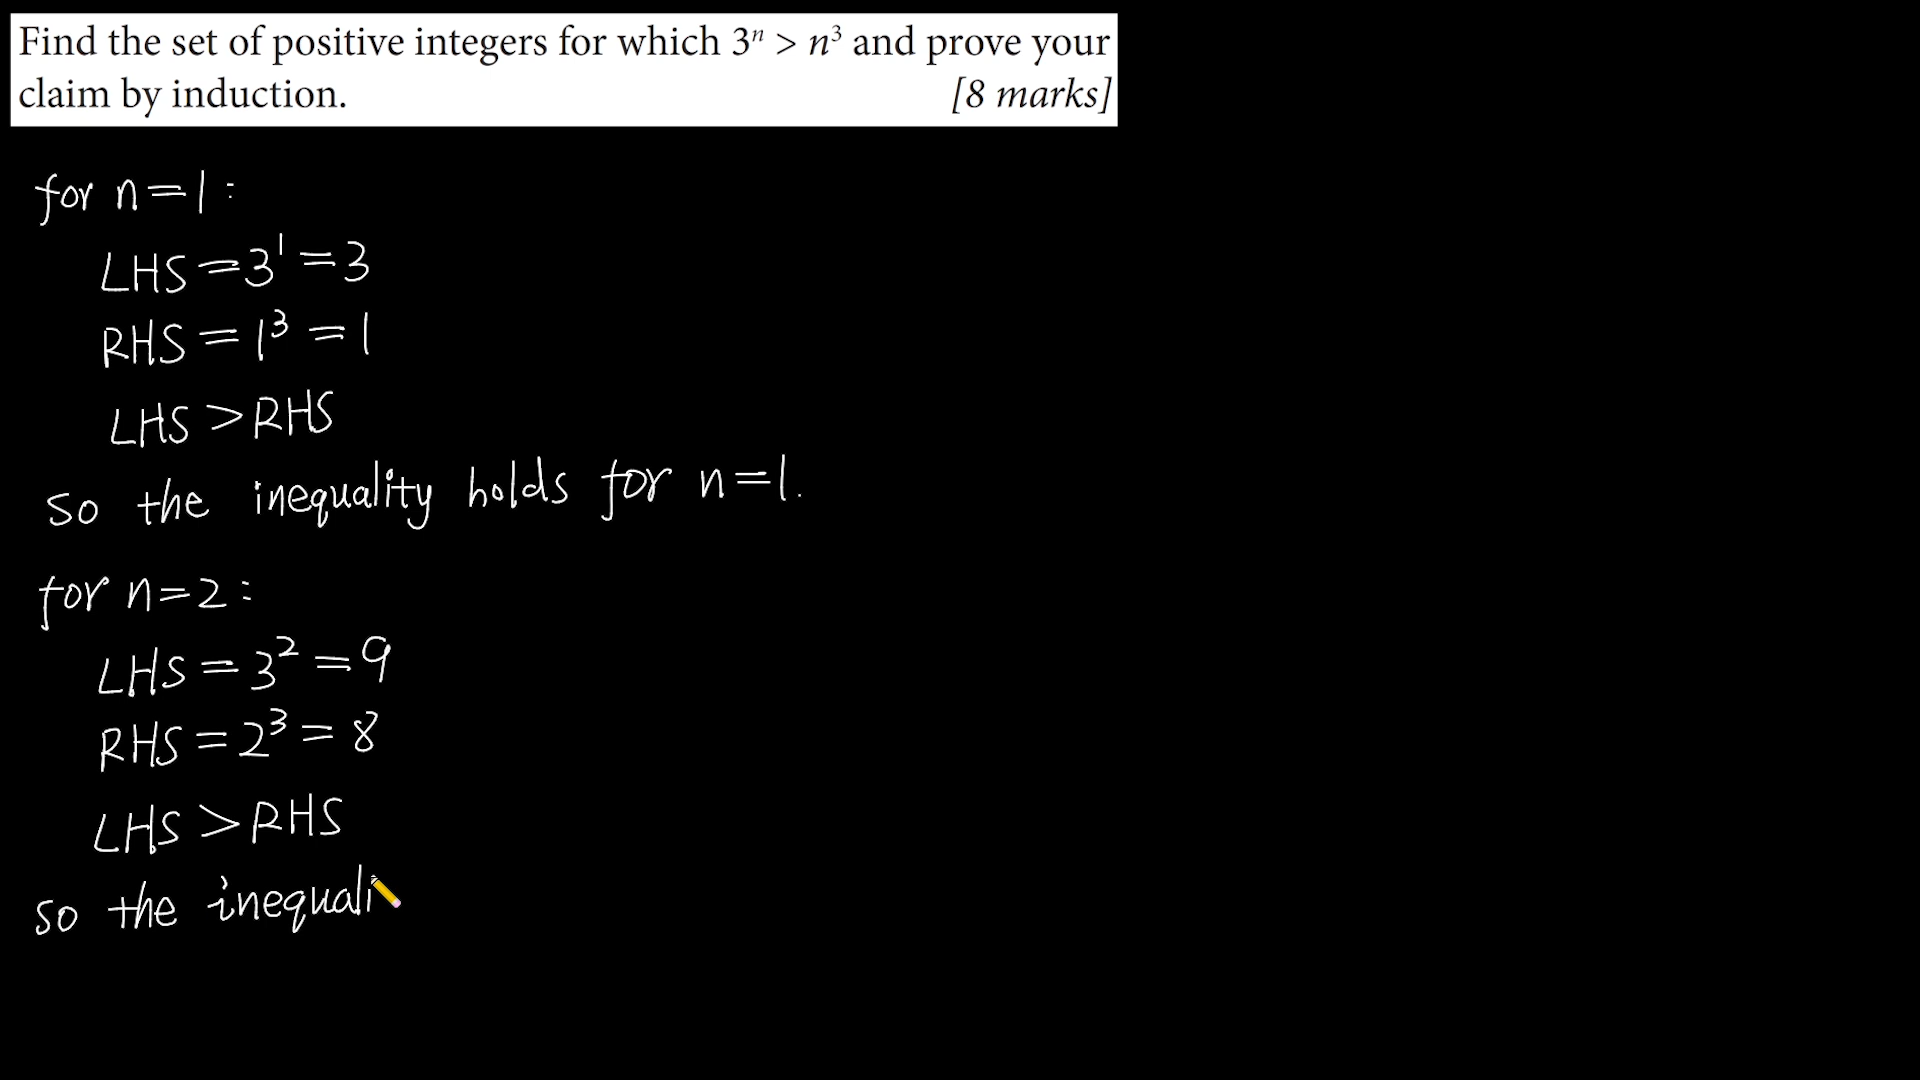 Find the set of positive integers for which 3ⁿ > n³ and prove your
claim by induction. [8 marks]
for n=1:
LHS=3¹=3
RHS=1³=1
LHS>RHS
so the inequality holds for n=1.
for n=2:
LHS=3²=9
RHS=2³=8
LHS>RHS
so the inequali